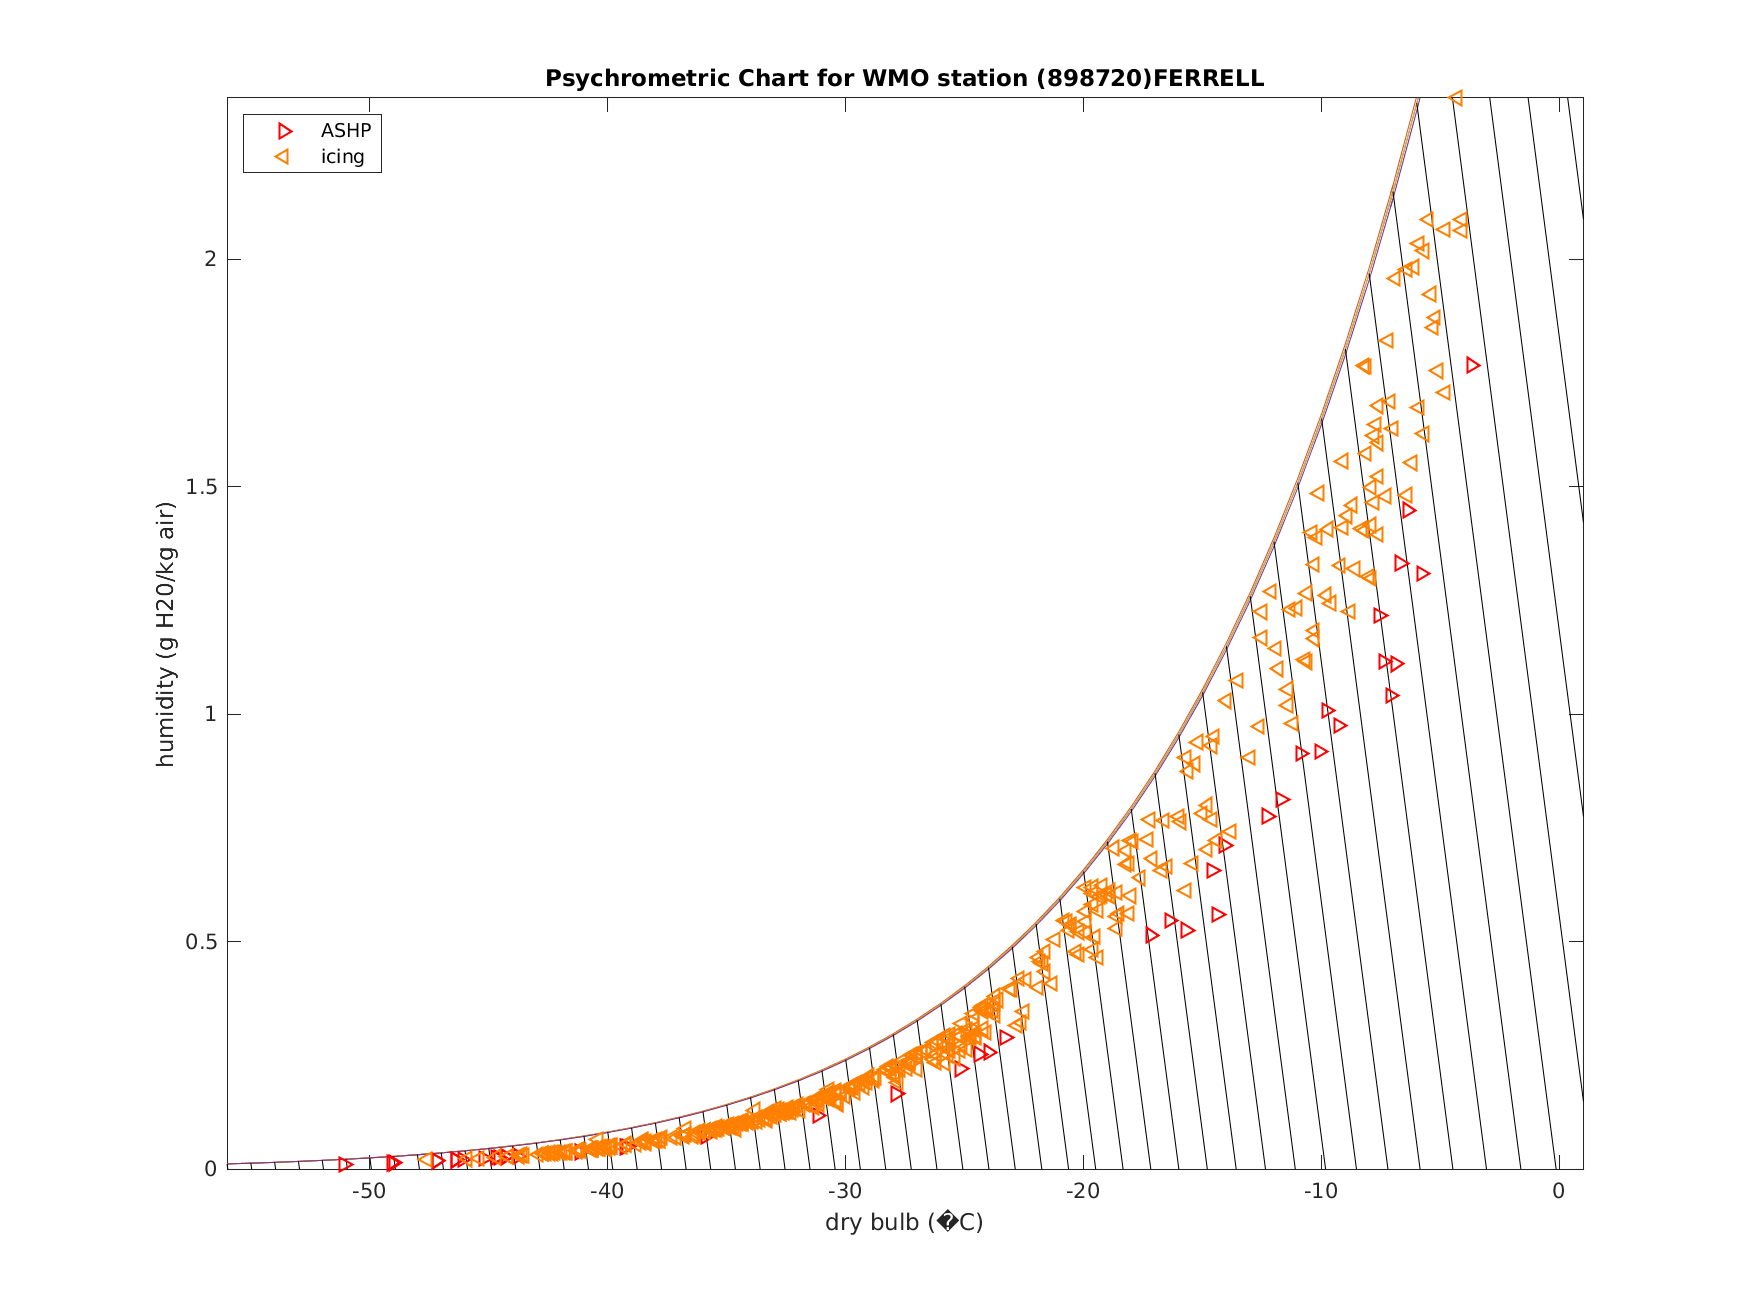 Psychrometric Chart for WMO station (898720)FERRELL
ASHP
icing
2
1.5
1
0.5
0
humidity (g H20/kg air)
-50 -40 -30 -20 -10 0
dry bulb (�C)